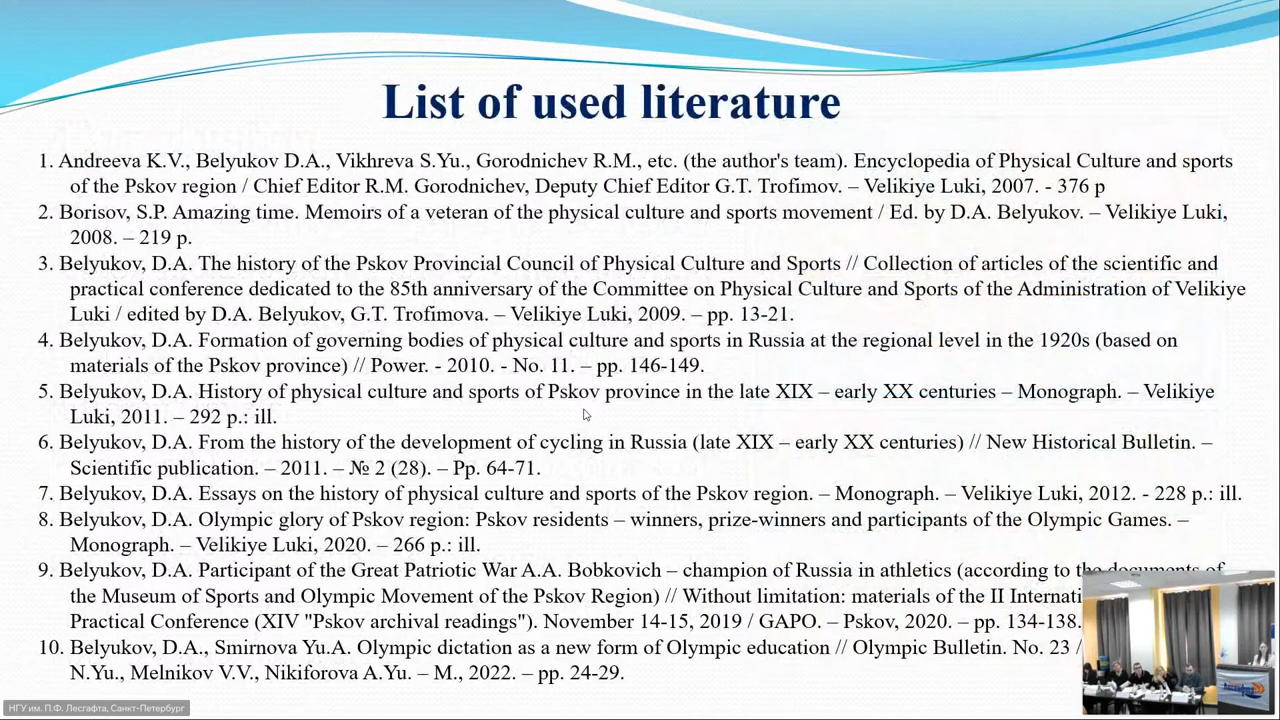 List of used literature
1. Andreeva K.V., Belyukov D.A., Vikhreva S.Yu., Gorodnichev R.M., etc. (the author's team). Encyclopedia of Physical Culture and sports
of the Pskov region / Chief Editor R.M. Gorodnichev, Deputy Chief Editor G.T. Trofimov. – Velikiye Luki, 2007. - 376 p
2. Borisov, S.P. Amazing time. Memoirs of a veteran of the physical culture and sports movement / Ed. by D.A. Belyukov. – Velikiye Luki,
2008. – 219 p.
3. Belyukov, D.A. The history of the Pskov Provincial Council of Physical Culture and Sports // Collection of articles of the scientific and
practical conference dedicated to the 85th anniversary of the Committee on Physical Culture and Sports of the Administration of Velikiye
Luki / edited by D.A. Belyukov, G.T. Trofimova. – Velikiye Luki, 2009. – pp. 13-21.
4. Belyukov, D.A. Formation of governing bodies of physical culture and sports in Russia at the regional level in the 1920s (based on
materials of the Pskov province) // Power. - 2010. - No. 11. – pp. 146-149.
5. Belyukov, D.A. History of physical culture and sports of Pskov province in the late XIX – early XX centuries – Monograph. – Velikiye
Luki, 2011. – 292 p.: ill.
6. Belyukov, D.A. From the history of the development of cycling in Russia (late XIX – early XX centuries) // New Historical Bulletin. –
Scientific publication. – 2011. – № 2 (28). – Pp. 64-71.
7. Belyukov, D.A. Essays on the history of physical culture and sports of the Pskov region. – Monograph. – Velikiye Luki, 2012. - 228 p.: ill.
8. Belyukov, D.A. Olympic glory of Pskov region: Pskov residents – winners, prize-winners and participants of the Olympic Games. –
Monograph. – Velikiye Luki, 2020. – 266 p.: ill.
9. Belyukov, D.A. Participant of the Great Patriotic War A.A. Bobkovich – champion of Russia in athletics (according to the documents of
the Museum of Sports and Olympic Movement of the Pskov Region) // Without limitation: materials of the II
Practical Conference (XIV "Pskov archival readings"). November 14-15, 2019 / GAPO. – Pskov, 2020. – pp. 134-138.
10. Belyukov, D.A., Smirnova Yu.A. Olympic dictation as a new form of Olympic education // Olympic Bulletin. No. 23 /
N.Yu., Melnikov V.V., Nikiforova A.Yu. – M., 2022. – pp. 24-29.
НГУ им. П.Ф. Лесгафта, Санкт-Петербург